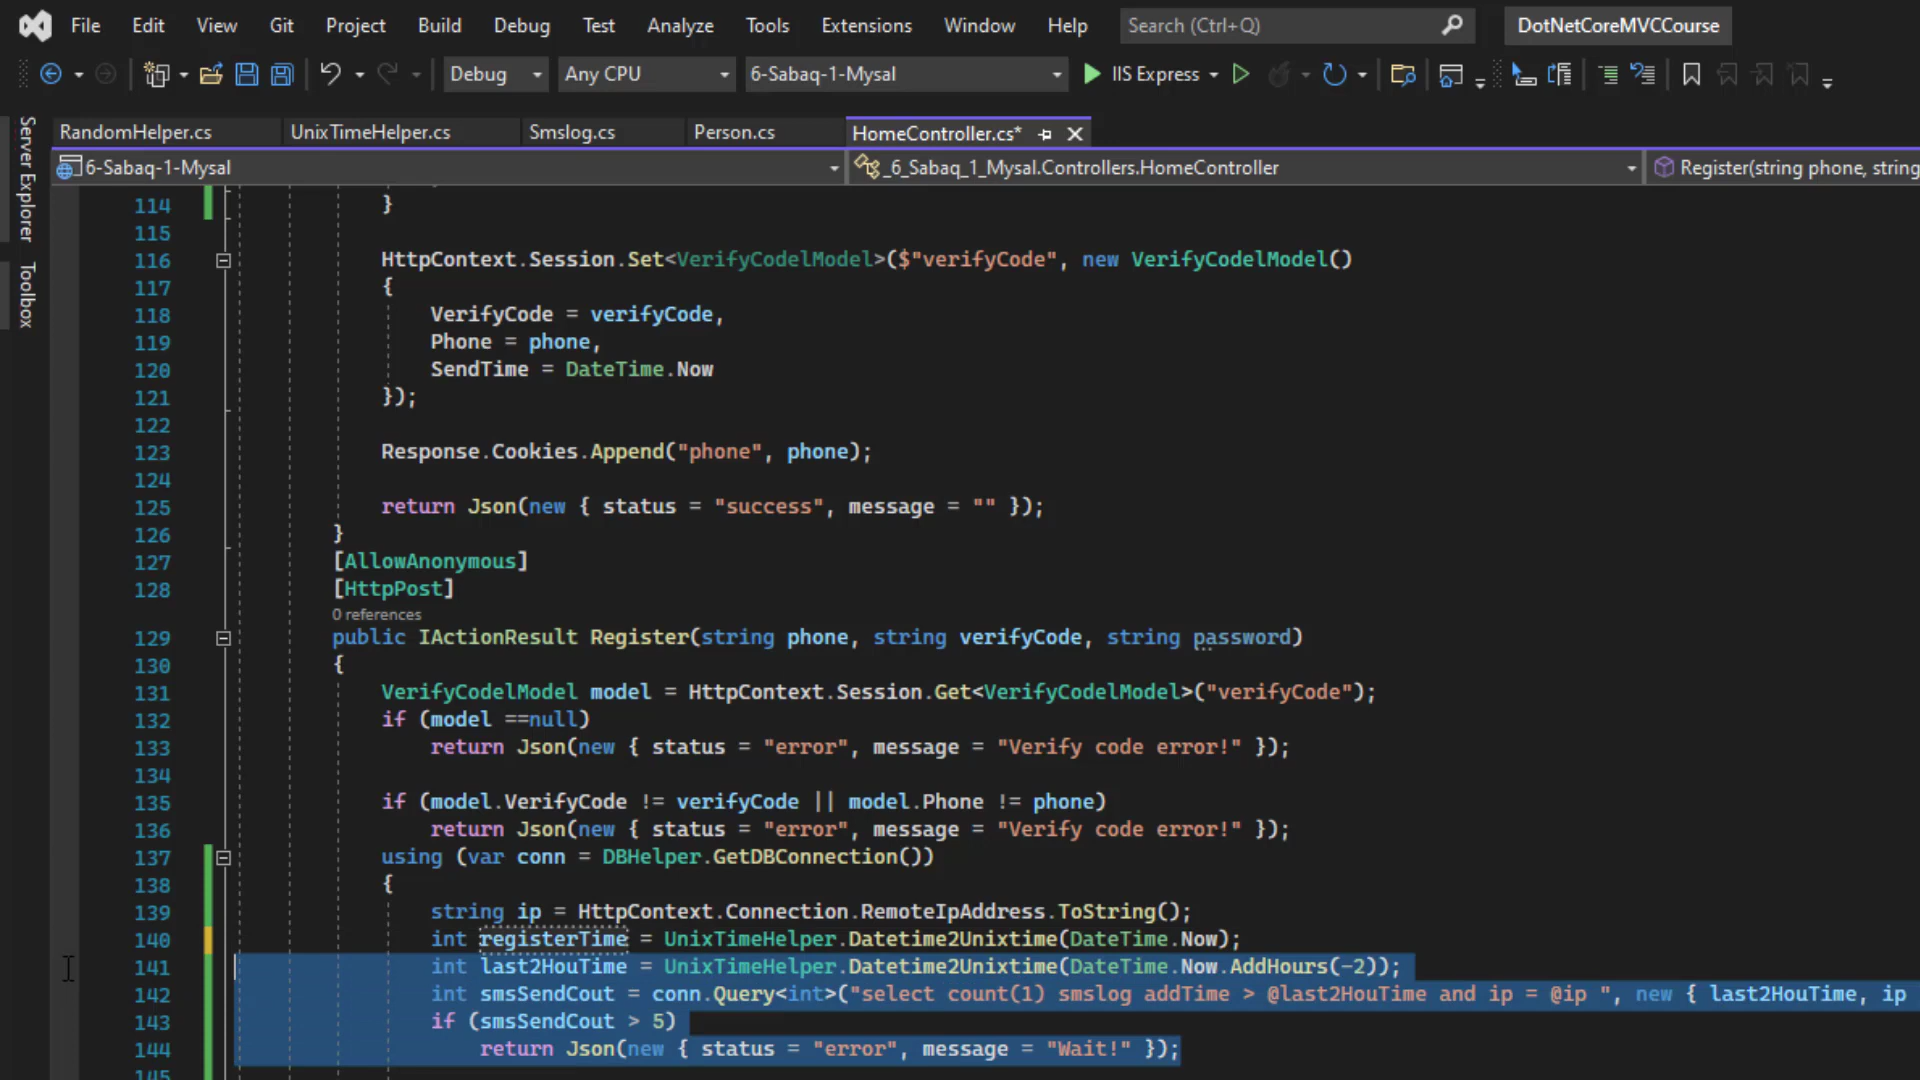 File Edit View Git Project Build Debug Test Analyze Tools Extensions Window Help Search (Ctrl+Q) DotNetCoreMVCCourse
Debug Any CPU 6-Sabaq-1-Mysal IIS Express
RandomHelper.cs UnixTimeHelper.cs Smslog.cs Person.cs HomeController.cs*
6-Sabaq-1-Mysal _6_Sabaq_1_Mysal.Controllers.HomeController Register(string phone, string
Server Explorer
Toolbox
114 }
115
116 HttpContext.Session.Set<VerifyCodelModel>($"verifyCode", new VerifyCodelModel()
117 {
118 VerifyCode = verifyCode,
119 Phone = phone,
120 SendTime = DateTime.Now
121 });
122
123 Response.Cookies.Append("phone", phone);
124
125 return Json(new { status = "success", message = "" });
126 }
127 [AllowAnonymous]
128 [HttpPost]
0 references
129 public IActionResult Register(string phone, string verifyCode, string password)
130 {
131 VerifyCodelModel model = HttpContext.Session.Get<VerifyCodelModel>("verifyCode");
132 if (model ==null)
133 return Json(new { status = "error", message = "Verify code error!" });
134
135 if (model.VerifyCode != verifyCode || model.Phone != phone)
136 return Json(new { status = "error", message = "Verify code error!" });
137 using (var conn = DBHelper.GetDBConnection())
138 {
139 string ip = HttpContext.Connection.RemoteIpAddress.ToString();
140 int registerTime = UnixTimeHelper.Datetime2Unixtime(DateTime.Now);
141 int last2HouTime = UnixTimeHelper.Datetime2Unixtime(DateTime.Now.AddHours(-2));
142 int smsSendCout = conn.Query<int>("select count(1) smslog addTime > @last2HouTime and ip = @ip ", new { last2HouTime, ip
143 if (smsSendCout > 5)
144 return Json(new { status = "error", message = "Wait!" });
145